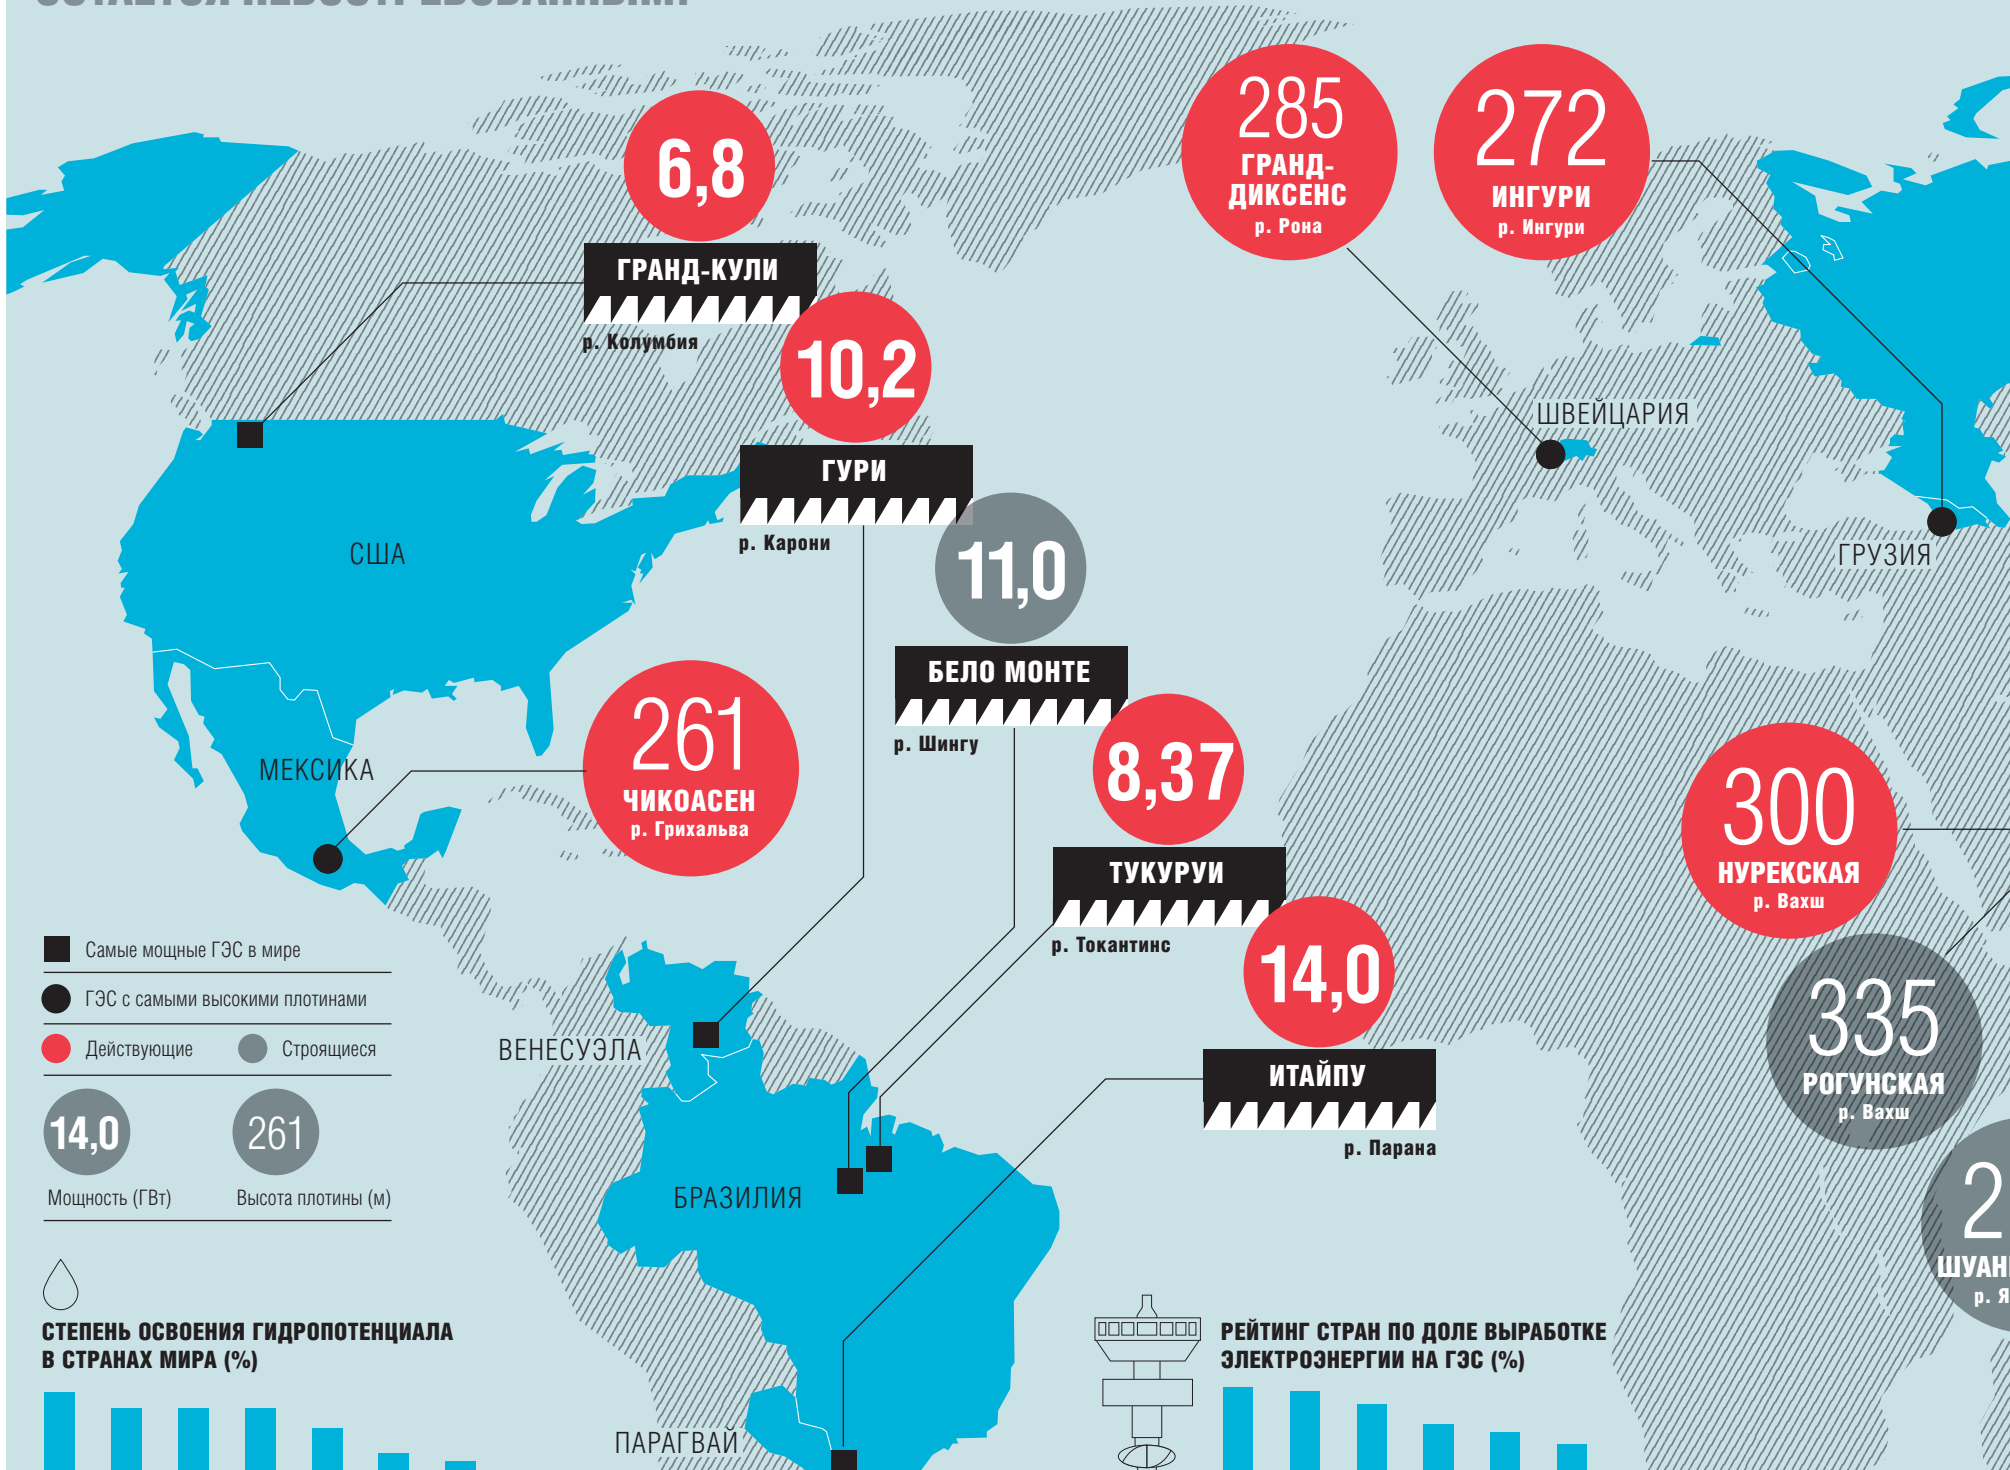 6,8
ГРАНД-КУЛИ
р. Колумбия
10,2
ГУРИ
р. Карони
11,0
БЕЛО МОНТЕ
р. Шингу
8,37
ТУКУРУИ
р. Токантинс
14,0
ИТАЙПУ
р. Парана
285
ГРАНД-
ДИКСЕНС
р. Рона
272
ИНГУРИ
р. Ингури
ШВЕЙЦАРИЯ
ГРУЗИЯ
США
МЕКСИКА
261
ЧИКОАСЕН
р. Грихальва
300
НУРЕКСКАЯ
р. Вахш
335
РОГУНСКАЯ
р. Вахш
ВЕНЕСУЭЛА
БРАЗИЛИЯ
ПАРАГВАЙ
Самые мощные ГЭС в мире
ГЭС с самыми высокими плотинами
Действующие
Строящиеся
14,0
261
Мощность (ГВт)
Высота плотины (м)
СТЕПЕНЬ ОСВОЕНИЯ ГИДРОПОТЕНЦИАЛА
В СТРАНАХ МИРА (%)
РЕЙТИНГ СТРАН ПО ДОЛЕ ВЫРАБОТКЕ
ЭЛЕКТРОЭНЕРГИИ НА ГЭС (%)